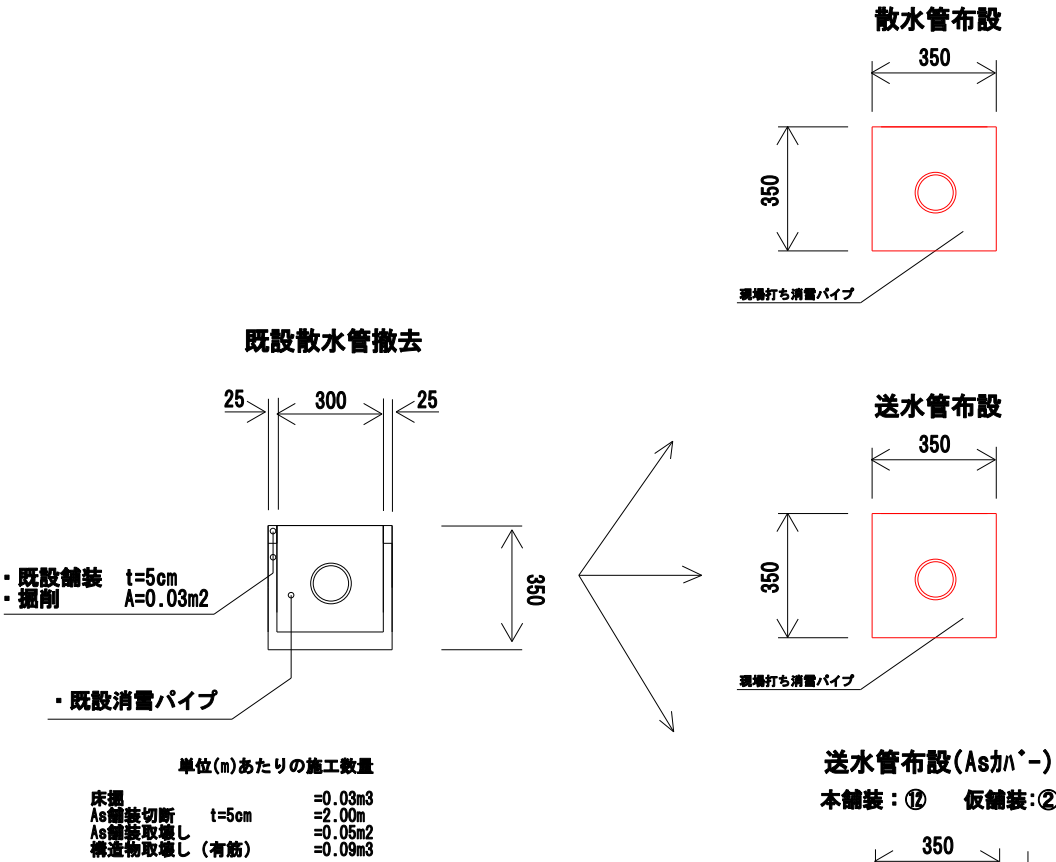 散水管布設
350
350
現場打ち消雪パイプ
既設散水管撤去
25 300 25
350
・既設舗装 t=5cm
・掘削 A=0.03m2
・既設消雪パイプ
送水管布設
350
350
現場打ち消雪パイプ
単位(m)あたりの施工数量
床掘 =0.03m3
As舗装切断 t=5cm =2.00m
As舗装取壊し =0.05m2
構造物取壊し（有筋） =0.09m3
送水管布設(Asｶﾊﾞｰ)
本舗装：⑫ 仮舗装:②
350